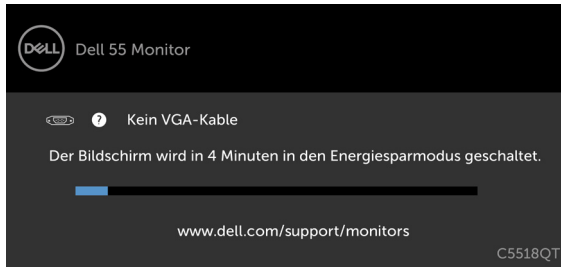 DELL
Dell 55 Monitor
? Kein VGA-Kable
Der Bildschirm wird in 4 Minuten in den Energiesparmodus geschaltet.
www.dell.com/support/monitors
C5518QT